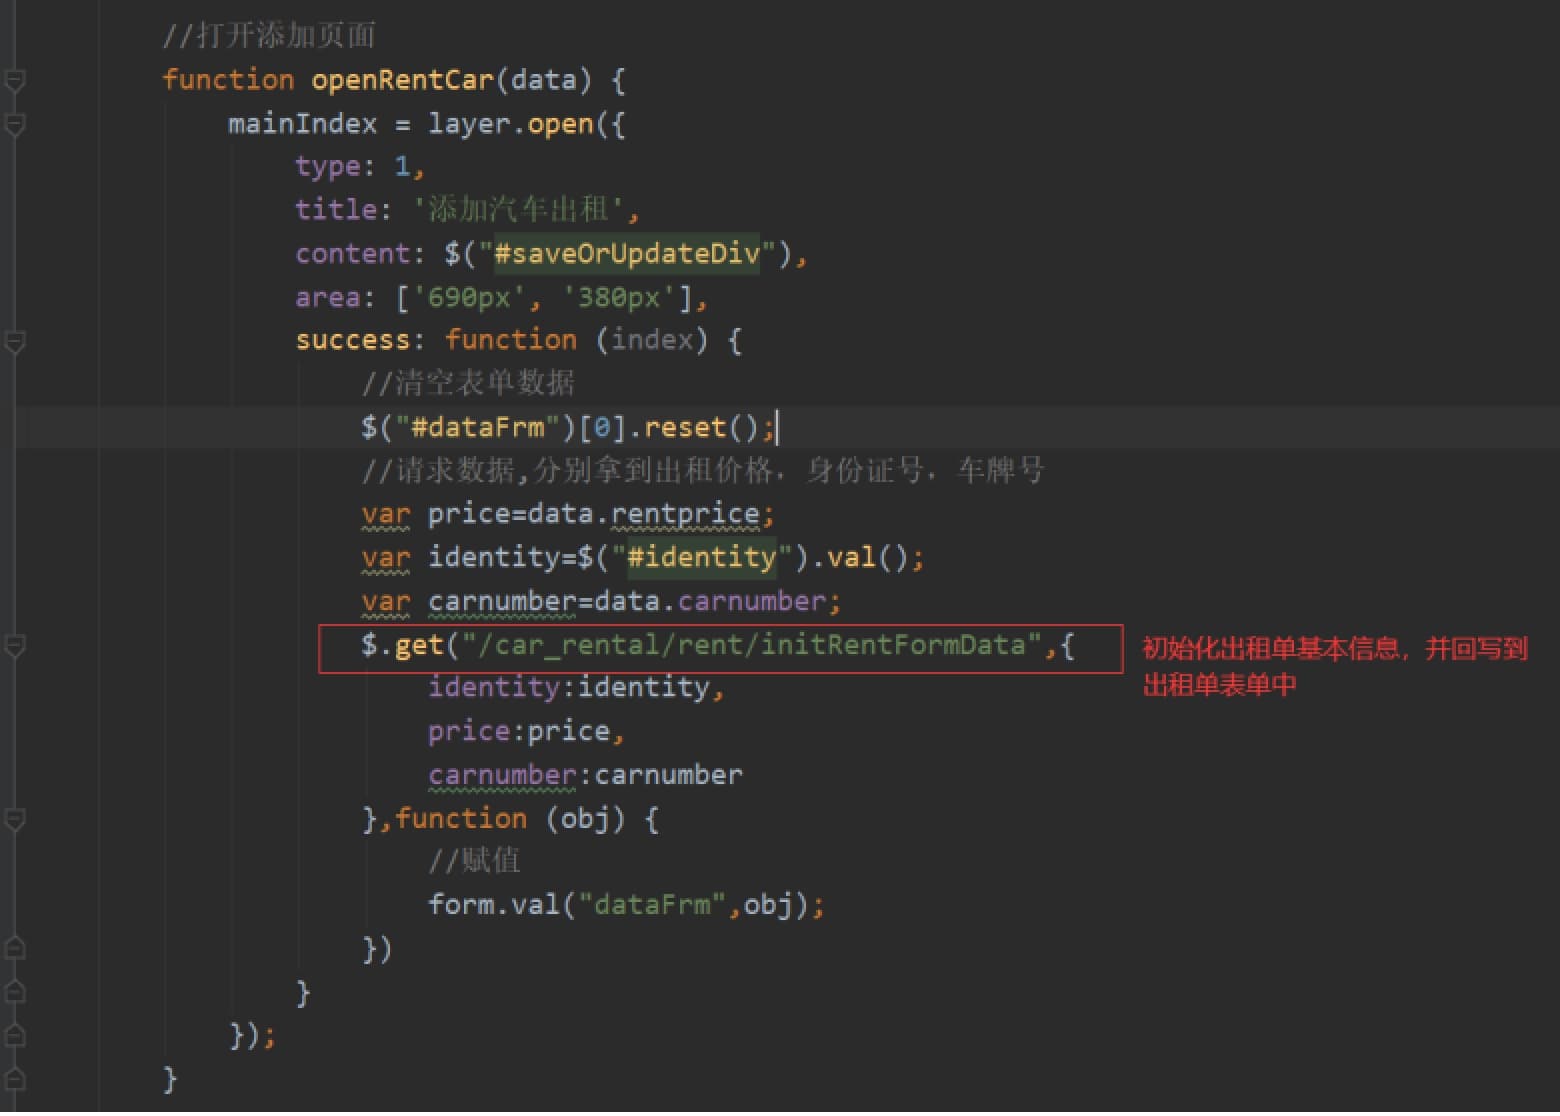 //打开添加页面
function openRentCar(data) {
mainIndex = layer.open({
type: 1,
title: '添加汽车出租',
content: $("#saveOrUpdateDiv"),
area: ['690px', '380px'],
success: function (index) {
//清空表单数据
$("#dataFrm")[0].reset();
//请求数据,分别拿到出租价格，身份证号，车牌号
var price=data.rentprice;
var identity=$("#identity").val();
var carnumber=data.carnumber;
$.get("/car_rental/rent/initRentFormData",{
初始化出租单基本信息，并回写到
出租单表单中
identity:identity,
price:price,
carnumber:carnumber
},function (obj) {
//赋值
form.val("dataFrm",obj);
})
}
});
}